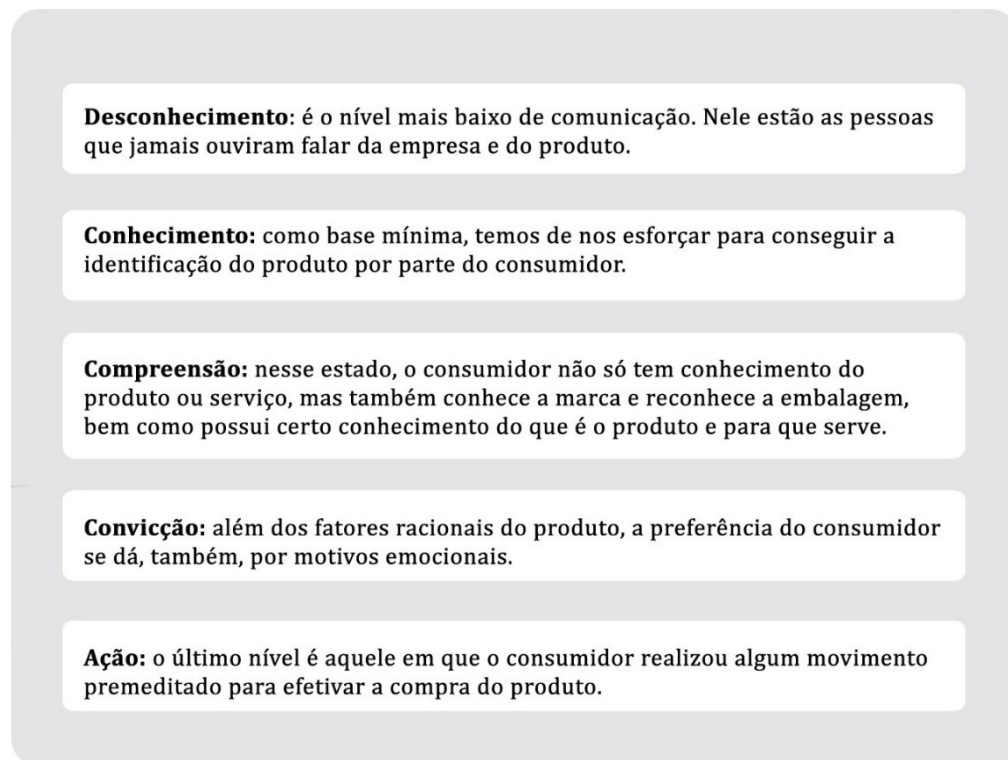 Desconhecimento: é o nível mais baixo de comunicação. Nele estão as pessoas
que jamais ouviram falar da empresa e do produto.
Conhecimento: como base mínima, temos de nos esforçar para conseguir a
identificação do produto por parte do consumidor.
Compreensão: nesse estado, o consumidor não só tem conhecimento do
produto ou serviço, mas também conhece a marca e reconhece a embalagem,
bem como possui certo conhecimento do que é o produto e para que serve.
Convicção: além dos fatores racionais do produto, a preferência do consumidor
se dá, também, por motivos emocionais.
Ação: o último nível é aquele em que o consumidor realizou algum movimento
premeditado para efetivar a compra do produto.